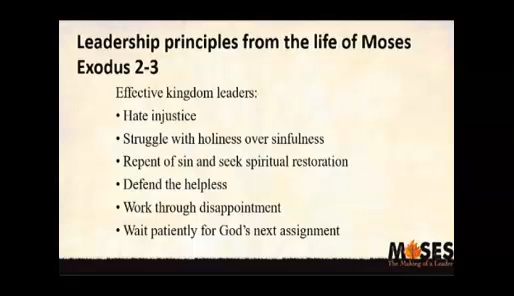 Leadership principles from the life of Moses
Exodus 2-3
Effective kingdom leaders:
• Hate injustice
• Struggle with holiness over sinfulness
• Repent of sin and seek spiritual restoration
• Defend the helpless
• Work through disappointment
• Wait patiently for God's next assignment
MOSES
The Making of a Leader